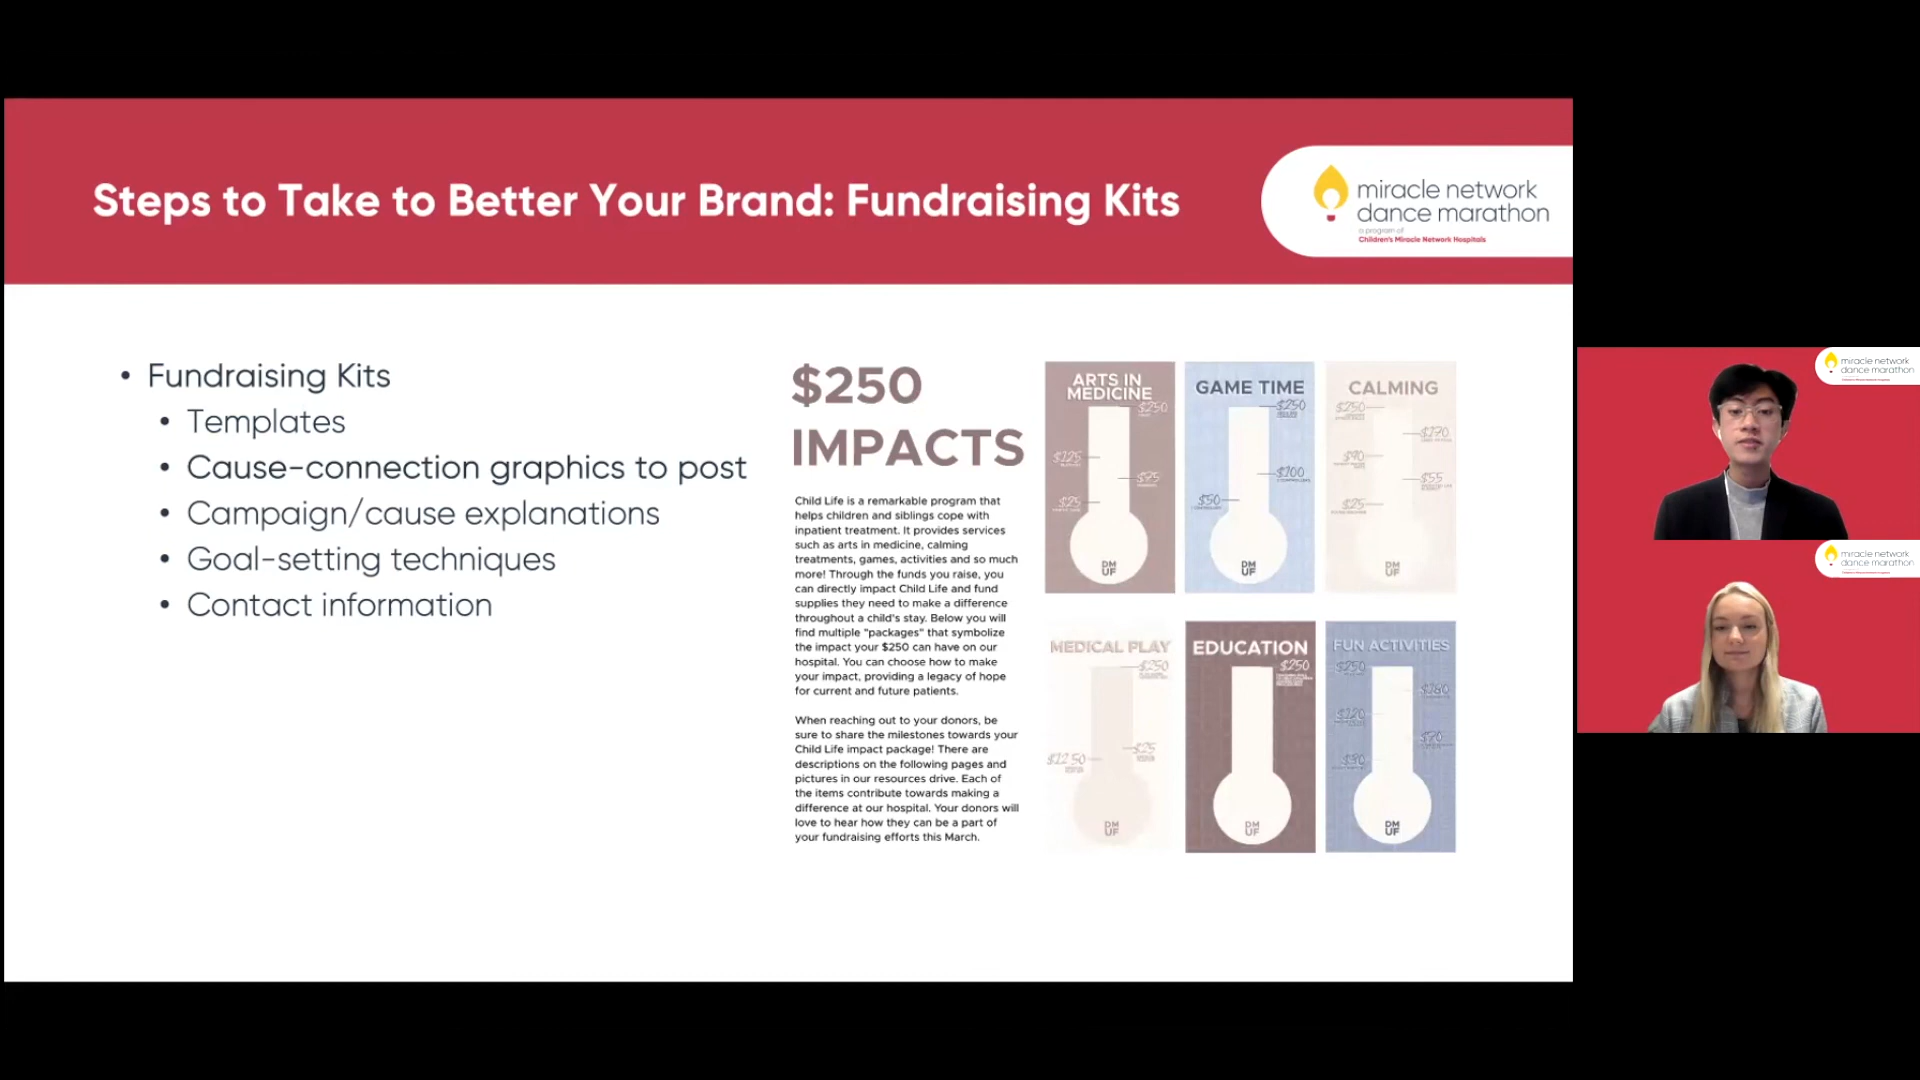 Steps to Take to Better Your Brand: Fundraising Kits
miracle network
dance marathon
a program of
Children's Miracle Network Hospitals
• Fundraising Kits
• Templates
• Cause-connection graphics to post
• Campaign/cause explanations
• Goal-setting techniques
• Contact information
$250
IMPACTS
Child Life is a remarkable program that
helps children and siblings cope with
inpatient treatment. It provides services
such as arts in medicine, calming
treatments, games, activities and so much
more! Through the funds you raise, you
can directly impact Child Life and fund
supplies they need to make a difference
throughout a child's stay. Below you will
find multiple "packages" that symbolize
the impact your $250 can have on our
hospital. You can choose how to make
your impact, providing a legacy of hope
for current and future patients.
When reaching out to your donors, be
sure to share the milestones towards your
Child Life impact package! There are
descriptions on the following pages and
pictures in our resources drive. Each of
the items contribute towards making a
difference at our hospital. Your donors will
love to hear how they can be a part of
your fundraising efforts this March.
ARTS IN
MEDICINE
$250
$125
$75
$25
DM
UF
GAME TIME
$250
$100
$50
DM
UF
CALMING
$250
$170
$90
$55
$25
DM
UF
MEDICAL PLAY
$250
$25
$12.50
DM
UF
EDUCATION
$250
DM
UF
FUN ACTIVITIES
$250
$180
$120
$70
$30
DM
UF
miracle network
dance marathon
miracle network
dance marathon